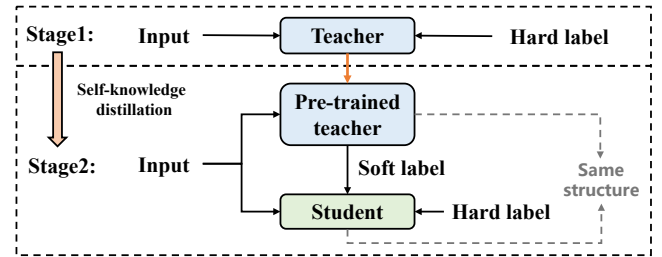 Stage1:
Input
Teacher
Hard label
Self-knowledge
distillation
Pre-trained
teacher
Stage2:
Input
Soft label
Same
structure
Student
Hard label